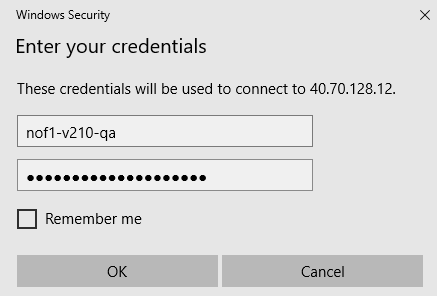 Windows Security
Enter your credentials
These credentials will be used to connect to 40.70.128.12.
nof1-v210-qa
●●●●●●●●●●●●●●●●●●●●
Remember me
OK
Cancel